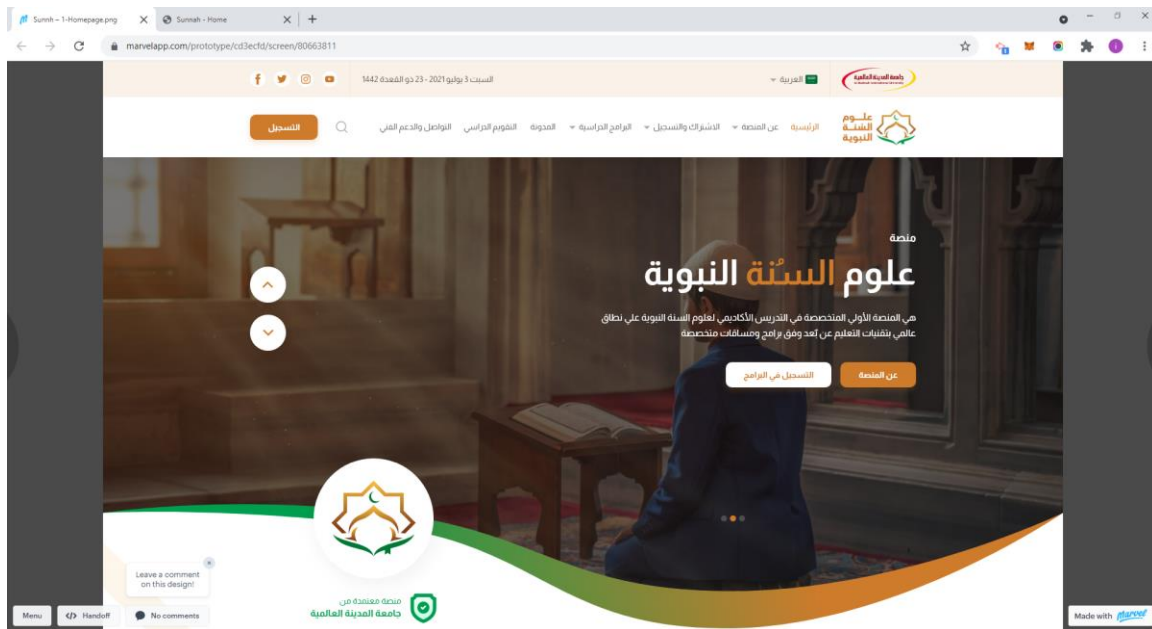 Sunnh – 1-Homepage.png
Sunnah - Home
marvelapp.com/prototype/cd3ecfd/screen/80663811
السبت 3 يوليو 2021 - 23 ذو القعدة 1442
العربية
جامعة المدينة العالمية
علوم
السنة
النبوية
الرئيسية
عن المنصة
الاشتراك والتسجيل
البرامج الدراسية
المدونة
التقويم الدراسي
التواصل والدعم الفني
التسجيل
منصة
علوم السنُة النبوية
هي المنصة الأولي المتخصصة في التدريس الأكاديمي لعلوم السنة النبوية علي نطاق
عالمي بتقنيات التعليم عن بُعد وفق برامج ومساقات متخصصة
عن المنصة
التسجيل في البرامج
منصة معتمدة من
جامعة المدينة العالمية
Leave a comment
on this design!
Menu
</> Handoff
No comments
Made with Marvel